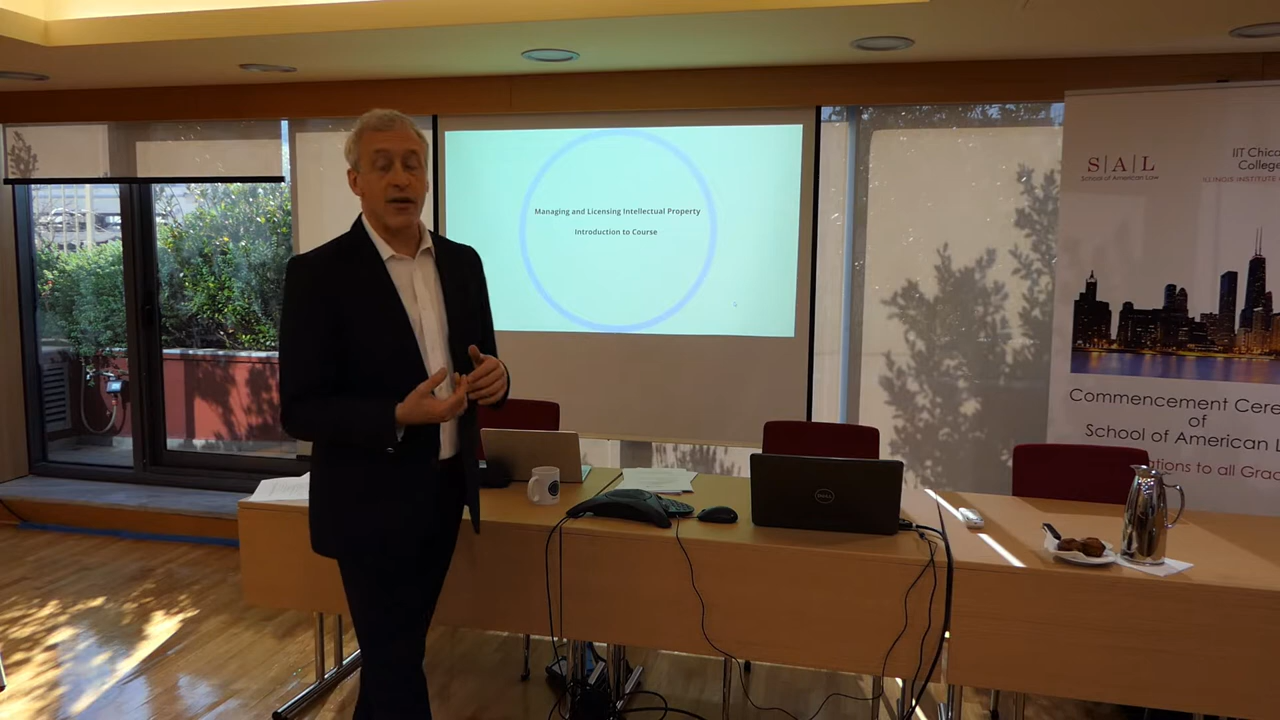 Managing and Licensing Intellectual Property
Introduction to Course
S|A|L
School of American Law
IIT Chica
College
ILLINOIS INSTITUTE
Commencement Cere
of
School of American L
ations to all Grad
DELL